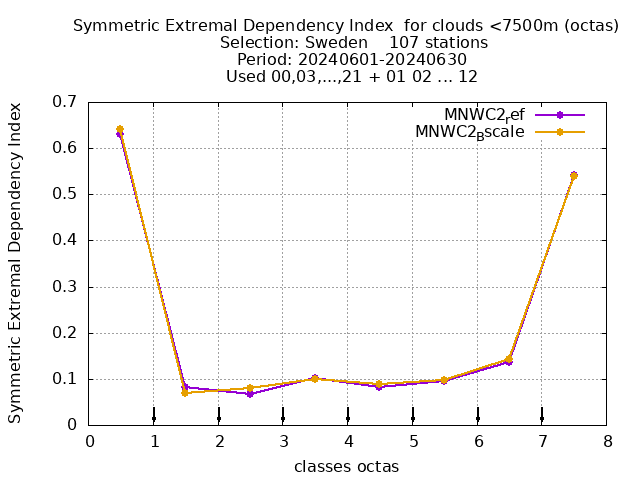 Symmetric Extremal Dependency Index  for clouds <7500m (octas)
Selection: Sweden    107 stations
Period: 20240601-20240630
Used 00,03,...,21 + 01 02 ... 12
MNWC2ref
MNWC2Bscale
Symmetric Extremal Dependency Index
0.7
0.6
0.5
0.4
0.3
0.2
0.1
0
0 1 2 3 4 5 6 7 8
classes octas